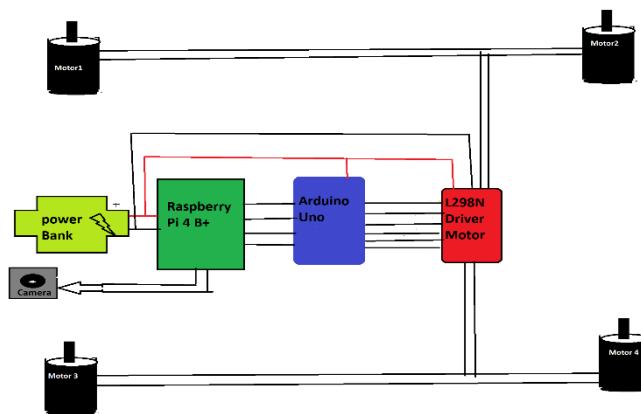 Motor1
Motor2
power
Bank
+
Raspberry
Pi 4 B+
Arduino
Uno
L298N
Driver
Motor
Camera
Motor 3
Motor 4